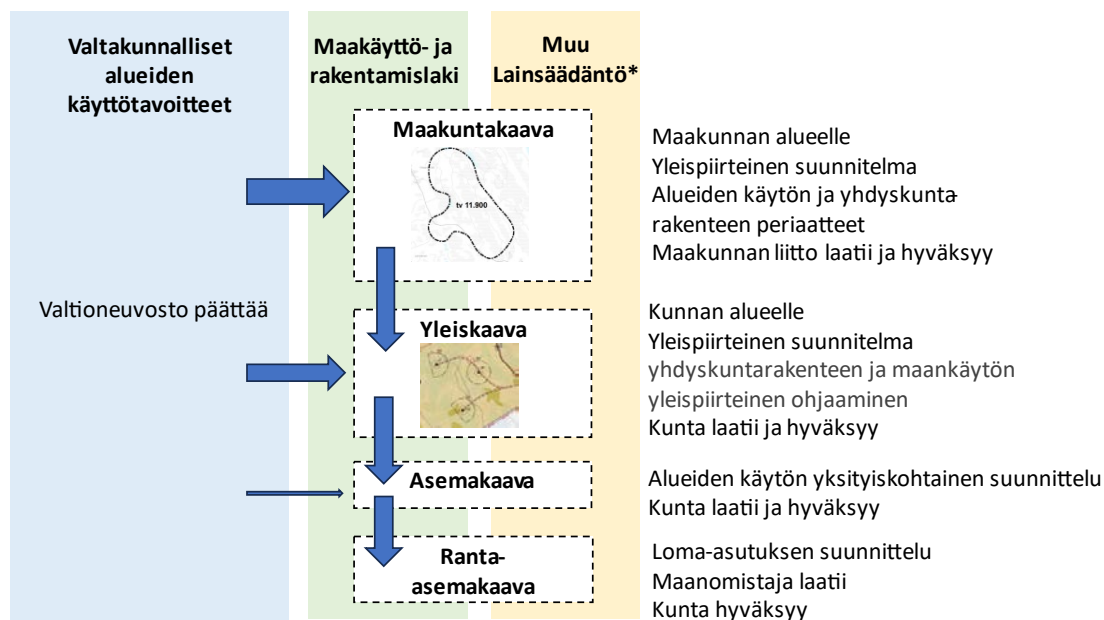 Valtakunnalliset
alueiden
käyttötavoitteet
Maakäyttö- ja
rakentamislaki
Muu
Lainsäädäntö*
Maakuntakaava
tv 11.900
Maakunnan alueelle
Yleispiirteinen suunnitelma
Alueiden käytön ja yhdyskunta-
rakenteen periaatteet
Maakunnan liitto laatii ja hyväksyy
Valtioneuvosto päättää
Yleiskaava
Kunnan alueelle
Yleispiirteinen suunnitelma
yhdyskuntarakenteen ja maankäytön
yleispiirteinen ohjaaminen
Kunta laatii ja hyväksyy
Asemakaava
Alueiden käytön yksityiskohtainen suunnittelu
Kunta laatii ja hyväksyy
Ranta-
asemakaava
Loma-asutuksen suunnittelu
Maanomistaja laatii
Kunta hyväksyy